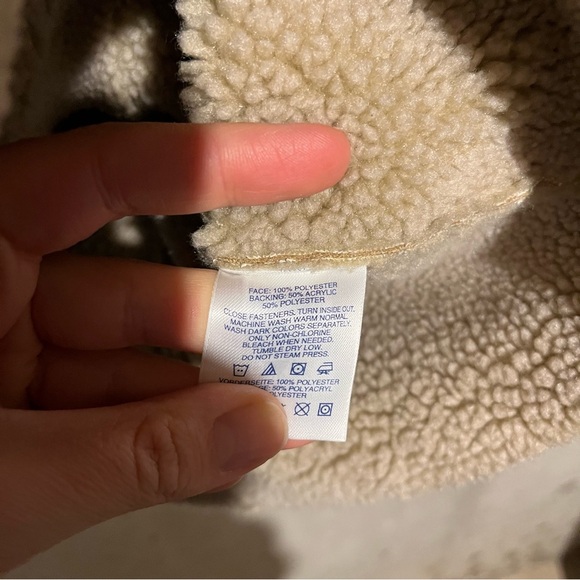 FACE: 100% POLYESTER
BACKING: 50% ACRYLIC
50% POLYESTER
CLOSE FASTENERS, TURN INSIDE OUT.
MACHINE WASH WARM NORMAL.
WASH DARK COLORS SEPARATELY.
ONLY NON-CHLORINE
BLEACH WHEN NEEDED.
TUMBLE DRY LOW.
DO NOT STEAM PRESS.
VORDERSEITE: 100% POLYESTER
50% POLYACRYL